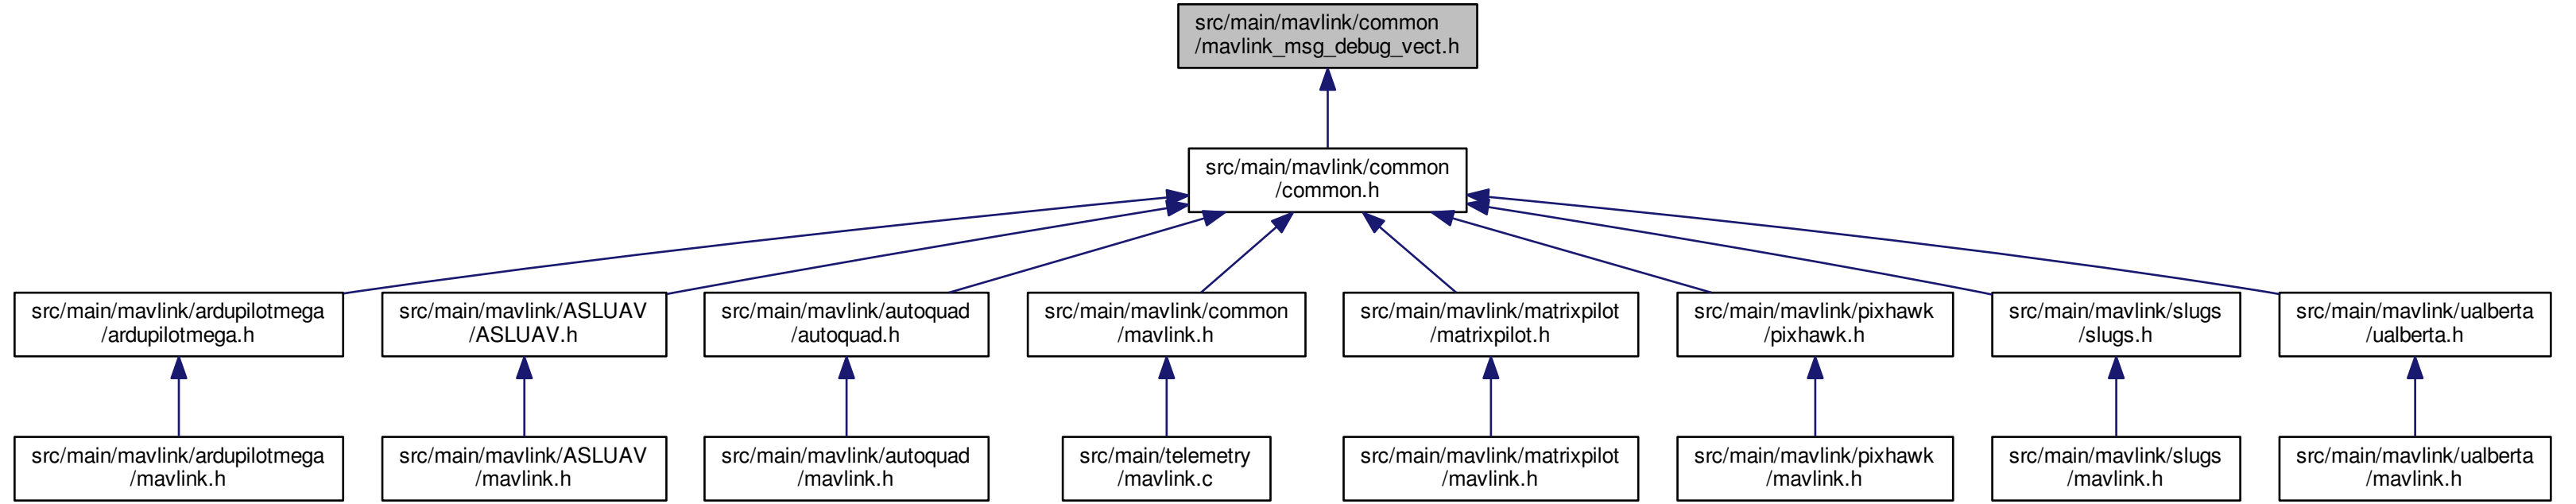 src/main/mavlink/common
/mavlink_msg_debug_vect.h
src/main/mavlink/common
/common.h
src/main/mavlink/ardupilotmega
/ardupilotmega.h
src/main/mavlink/ASLUAV
/ASLUAV.h
src/main/mavlink/autoquad
/autoquad.h
src/main/mavlink/common
/mavlink.h
src/main/mavlink/matrixpilot
/matrixpilot.h
src/main/mavlink/pixhawk
/pixhawk.h
src/main/mavlink/slugs
/slugs.h
src/main/mavlink/ualberta
/ualberta.h
src/main/mavlink/ardupilotmega
/mavlink.h
src/main/mavlink/ASLUAV
/mavlink.h
src/main/mavlink/autoquad
/mavlink.h
src/main/telemetry
/mavlink.c
src/main/mavlink/matrixpilot
/mavlink.h
src/main/mavlink/pixhawk
/mavlink.h
src/main/mavlink/slugs
/mavlink.h
src/main/mavlink/ualberta
/mavlink.h